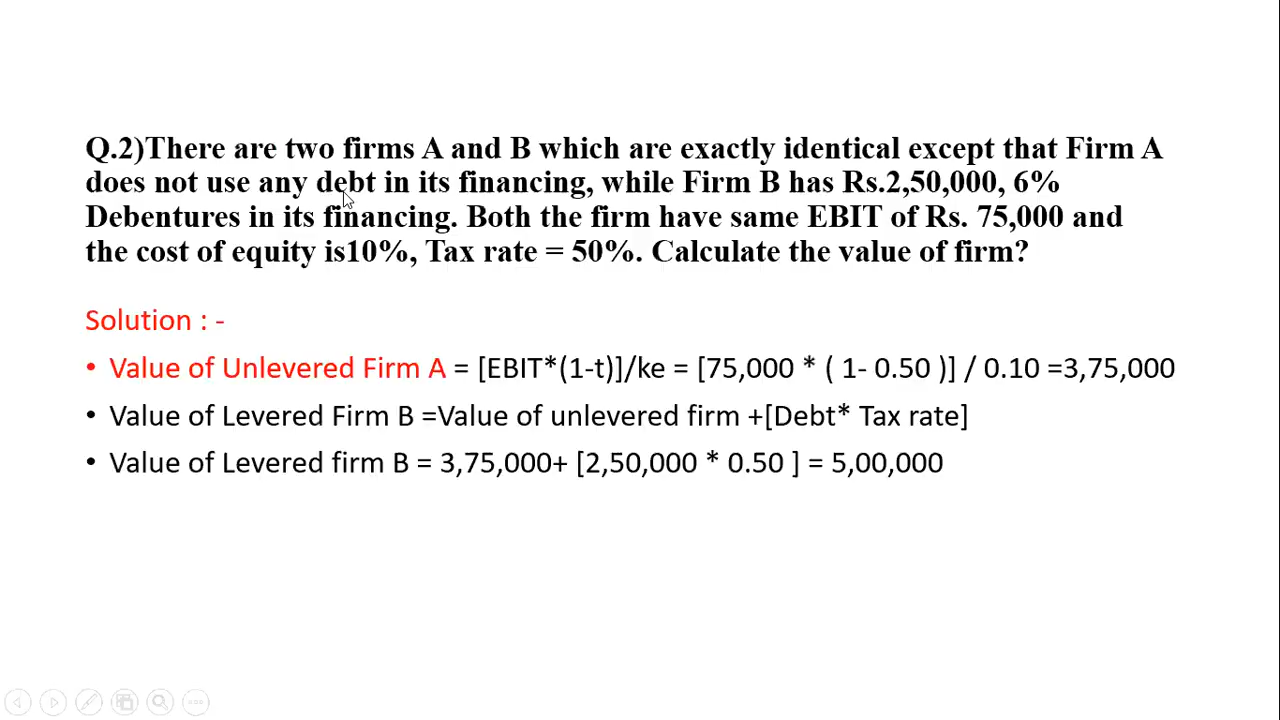 Q.2)There are two firms A and B which are exactly identical except that Firm A
does not use any debt in its financing, while Firm B has Rs.2,50,000, 6%
Debentures in its financing. Both the firm have same EBIT of Rs. 75,000 and
the cost of equity is10%, Tax rate = 50%. Calculate the value of firm?
Solution : -
• Value of Unlevered Firm A = [EBIT*(1-t)]/ke = [75,000 * ( 1- 0.50 )] / 0.10 =3,75,000
• Value of Levered Firm B =Value of unlevered firm +[Debt* Tax rate]
• Value of Levered firm B = 3,75,000+ [2,50,000 * 0.50 ] = 5,00,000